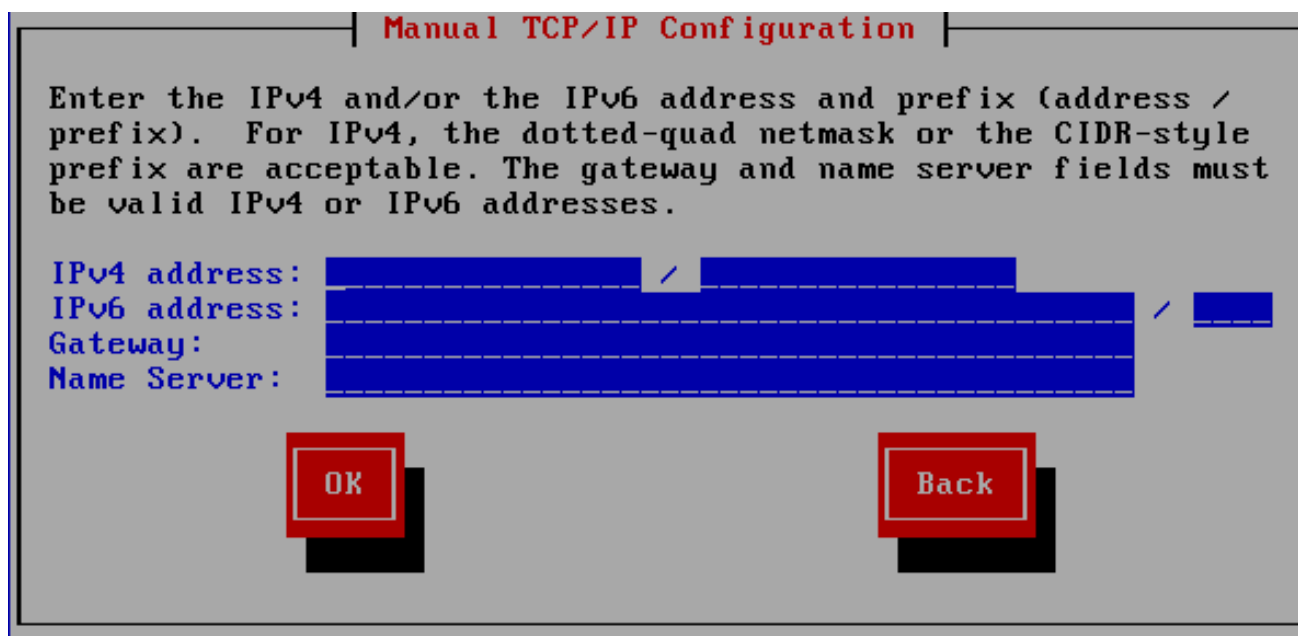 Manual TCP/IP Configuration
Enter the IPv4 and/or the IPv6 address and prefix (address /
prefix).  For IPv4, the dotted-quad netmask or the CIDR-style
prefix are acceptable. The gateway and name server fields must
be valid IPv4 or IPv6 addresses.
IPv4 address: /
IPv6 address: /
Gateway:
Name Server:
OK Back